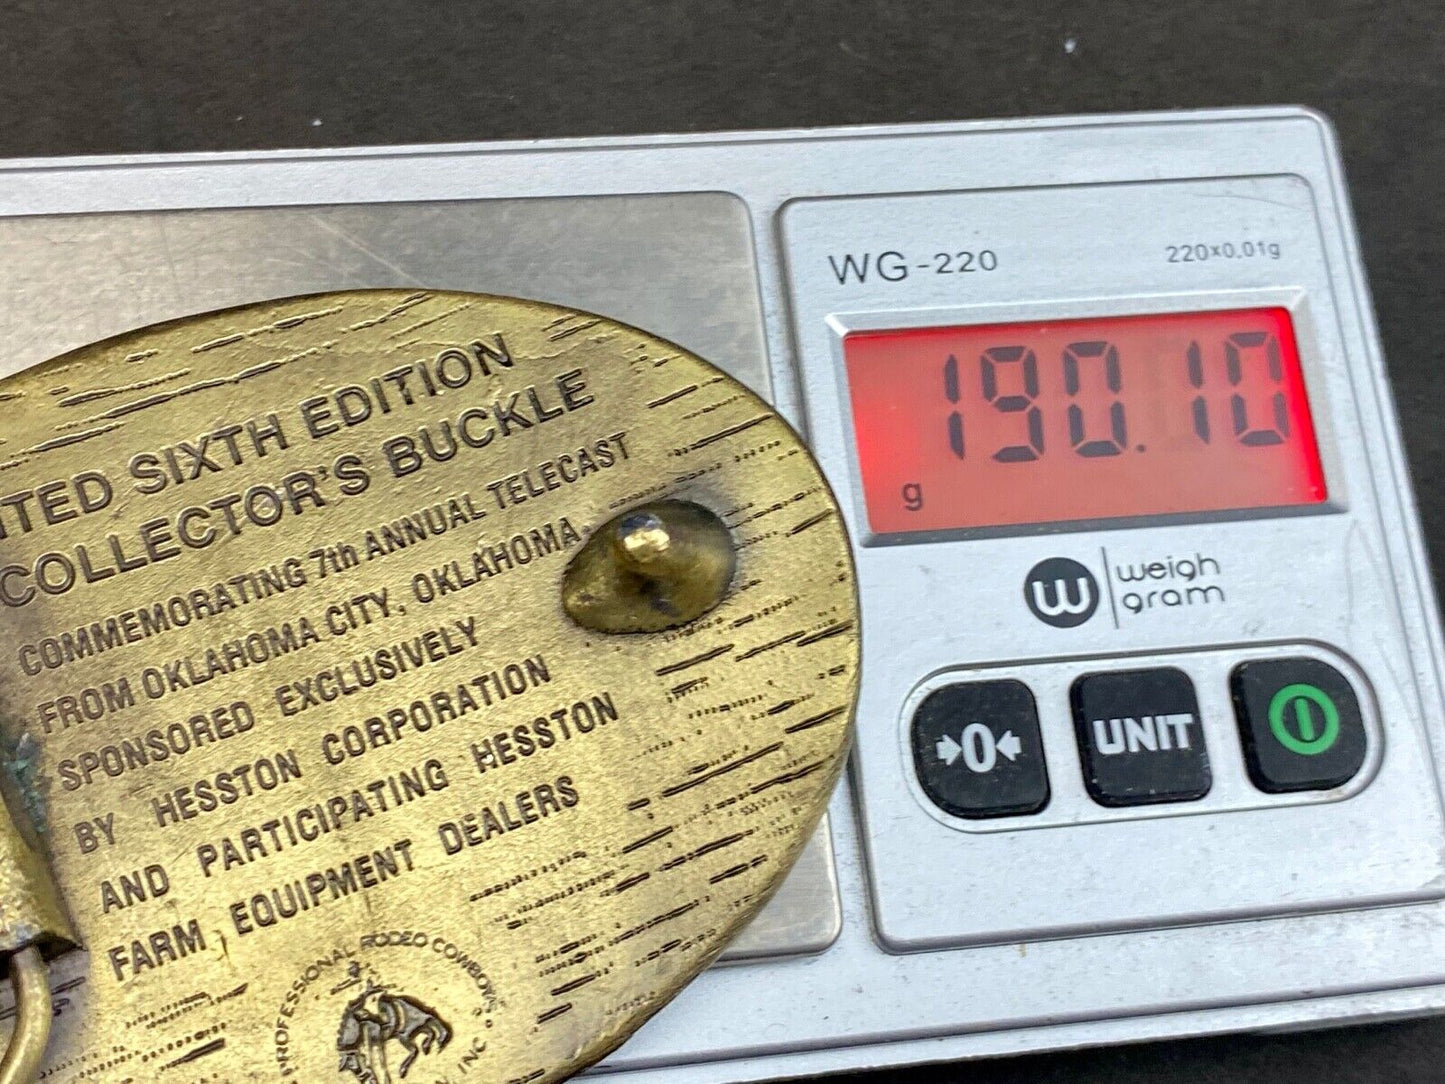 SIXTH EDITION
COLLECTOR'S BUCKLE
COMMEMORATING 7th ANNUAL TELECAST
FROM OKLAHOMA CITY, OKLAHOMA,
SPONSORED EXCLUSIVELY
BY HESSTON CORPORATION
AND PARTICIPATING HESSTON
FARM EQUIPMENT DEALERS
PROFESSIONAL RODEO COWBOYS
INC
WG-220
220x0.01g
190.10
g
W weigh
gram
→0←
UNIT